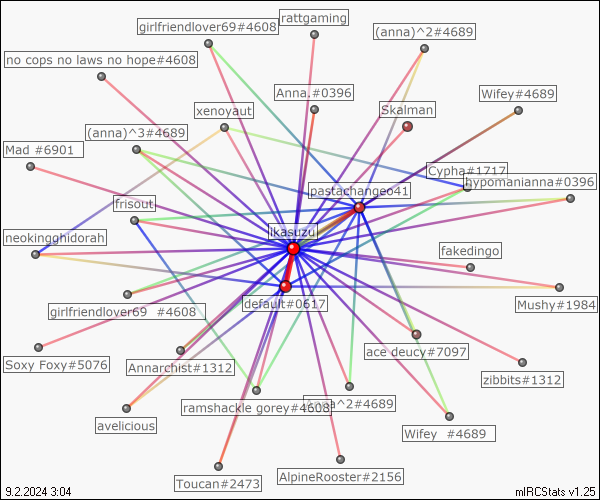 rattgaming
girlfriendlover69#4608
(anna)^2#4689
no cops no laws no hope#4608
Anna.#0396
Wifey#4689
xenoyaut
Skalman
(anna)^3#4689
Mad #6901
Cypha#1717
hypomanianna#0396
pastachangeo41
frisout
ikasuzu
neokingghidorah
fakedingo
default#0617
Mushy#1984
girlfriendlover69 #4608
ace deucy#7097
Soxy Foxy#5076
Annarchist#1312
zibbits#1312
ramshackle gorey#4608
^2#4689
avelicious
Wifey #4689
Toucan#2473
AlpineRooster#2156
9.2.2024 3:04
mIRCStats v1.25